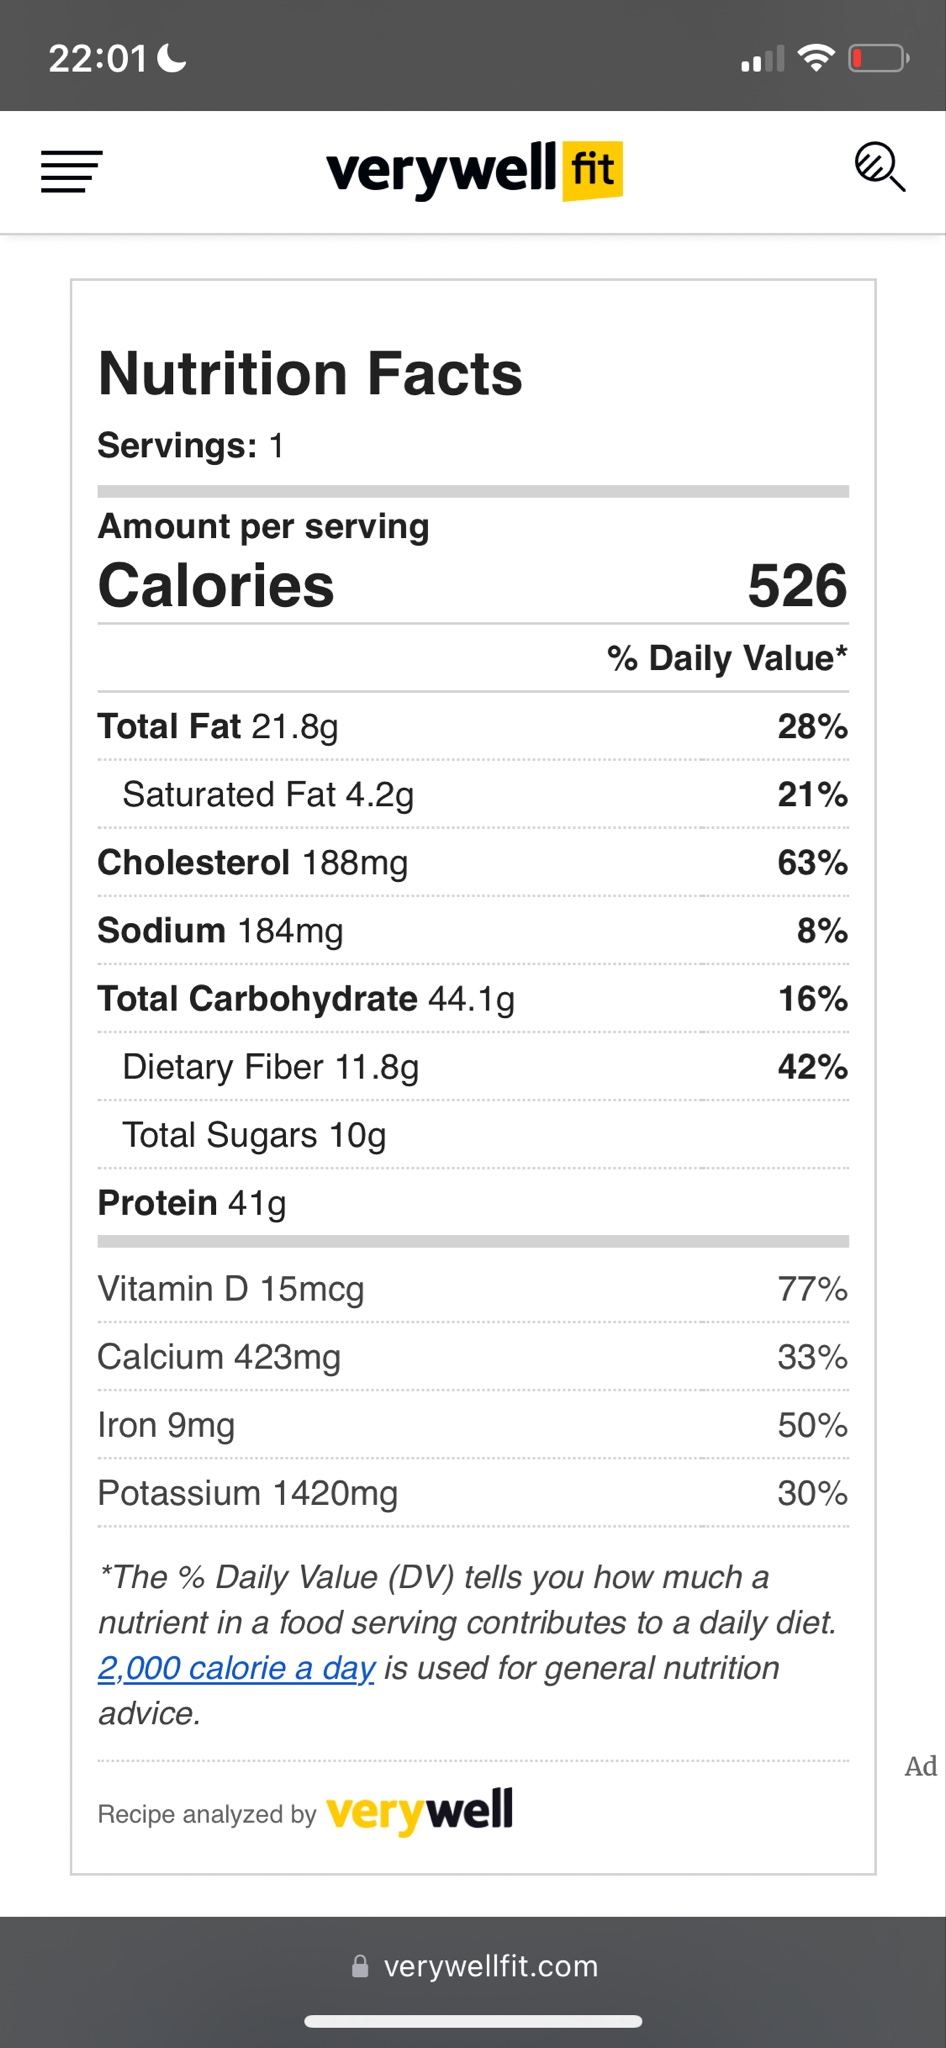 22:01
verywell fit
Nutrition Facts
Servings: 1
Amount per serving
Calories 526
% Daily Value*
Total Fat 21.8g 28%
Saturated Fat 4.2g 21%
Cholesterol 188mg 63%
Sodium 184mg 8%
Total Carbohydrate 44.1g 16%
Dietary Fiber 11.8g 42%
Total Sugars 10g
Protein 41g
Vitamin D 15mcg 77%
Calcium 423mg 33%
Iron 9mg 50%
Potassium 1420mg 30%
*The % Daily Value (DV) tells you how much a
nutrient in a food serving contributes to a daily diet.
2,000 calorie a day is used for general nutrition
advice.
Ad
Recipe analyzed by verywell
verywellfit.com